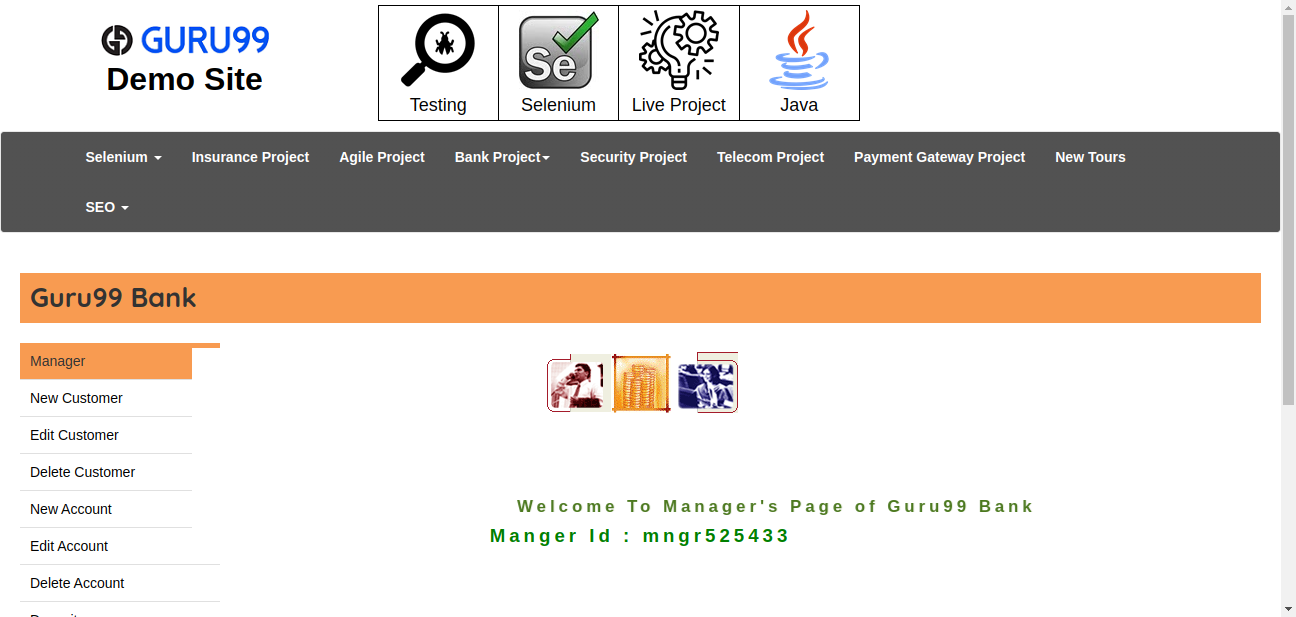 GURU99
Demo Site
Testing
Selenium
Se
Live Project
Java
Selenium
Insurance Project
Agile Project
Bank Project
Security Project
Telecom Project
Payment Gateway Project
New Tours
SEO
Guru99 Bank
Manager
New Customer
Edit Customer
Delete Customer
New Account
Edit Account
Delete Account
Welcome To Manager's Page of Guru99 Bank
Manger Id : mngr525433